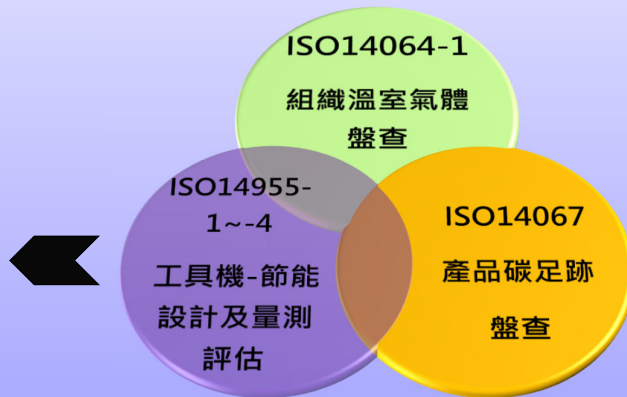 ISO14064-1
組織溫室氣體
盤查
ISO14955-
1~-4
工具機-節能
設計及量測
評估
ISO14067
產品碳足跡
盤查